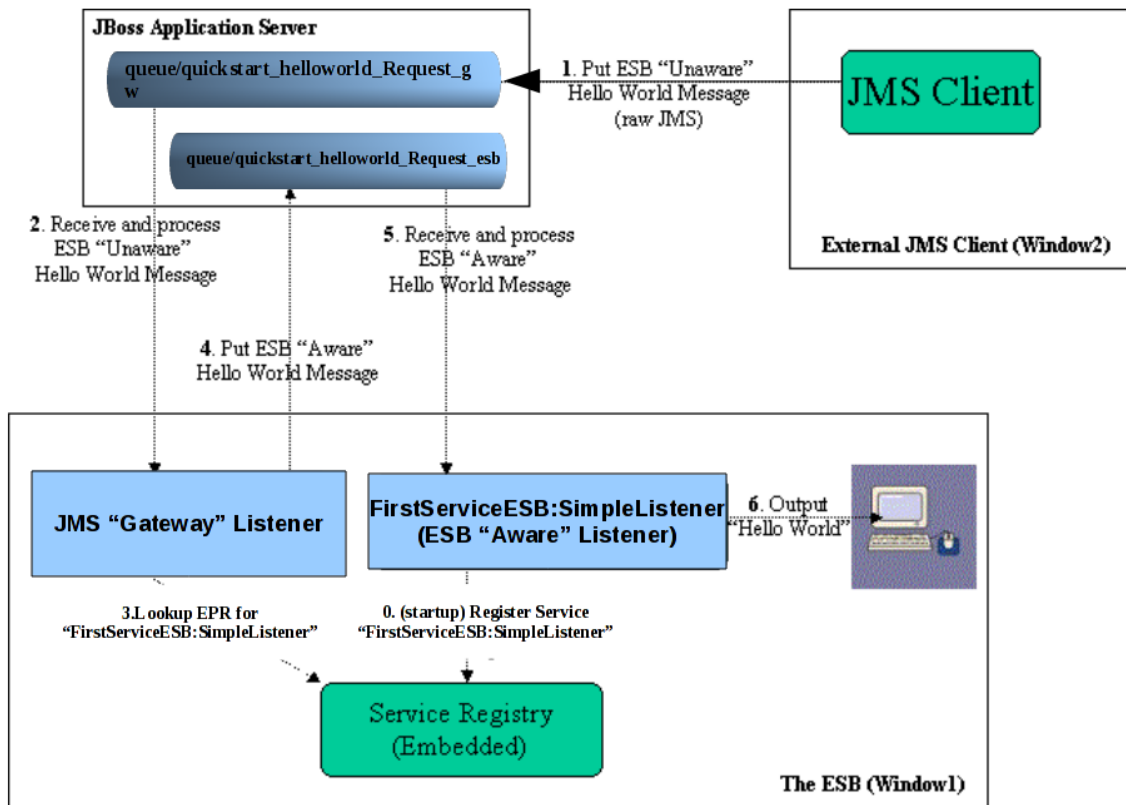 JBoss Application Server
queue/quickstart_helloworld_Request_g
w
queue/quickstart_helloworld_Request_esb
1. Put ESB “Unaware”
Hello World Message
(raw JMS)
JMS Client
External JMS Client (Window2)
2. Receive and process
ESB “Unaware”
Hello World Message
5. Receive and process
ESB “Aware”
Hello World Message
4. Put ESB “Aware”
Hello World Message
JMS “Gateway” Listener
FirstServiceESB:SimpleListener
(ESB “Aware” Listener)
6. Output
“Hello World”
3.Lookup EPR for
“FirstServiceESB:SimpleListener”
0. (startup) Register Service
“FirstServiceESB:SimpleListener”
Service Registry
(Embedded)
The ESB (Window1)